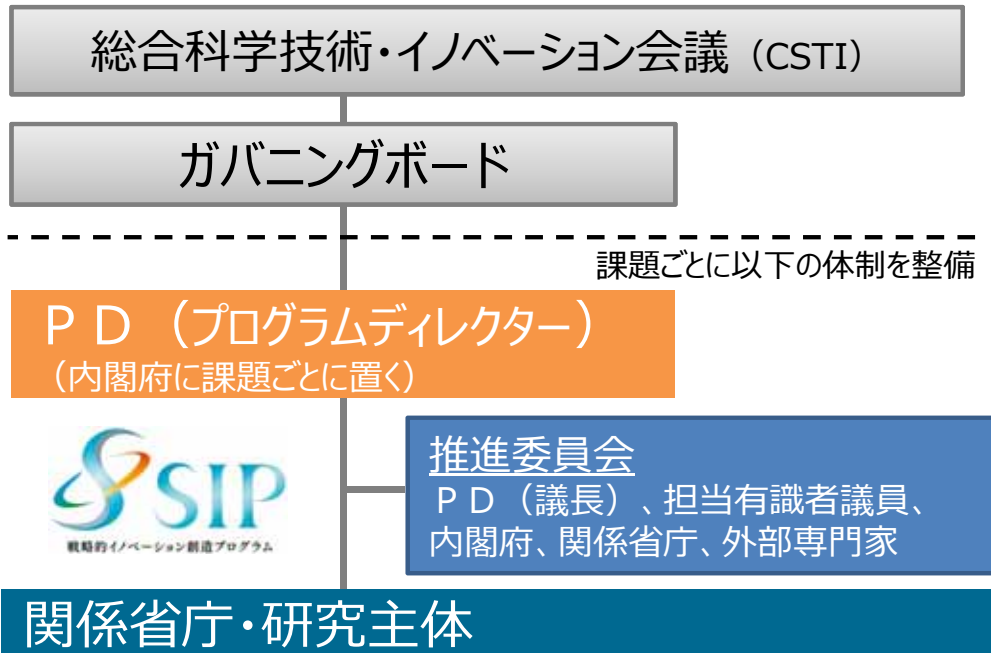 総合科学技術・イノベーション会議（CSTI）
ガバニングボード
課題ごとに以下の体制を整備
ＰＤ（プログラムディレクター）
（内閣府に課題ごとに置く）
SIP
戦略的イノベーション創造プログラム
推進委員会
ＰＤ（議長）、担当有識者議員、
内閣府、関係省庁、外部専門家
関係省庁・研究主体